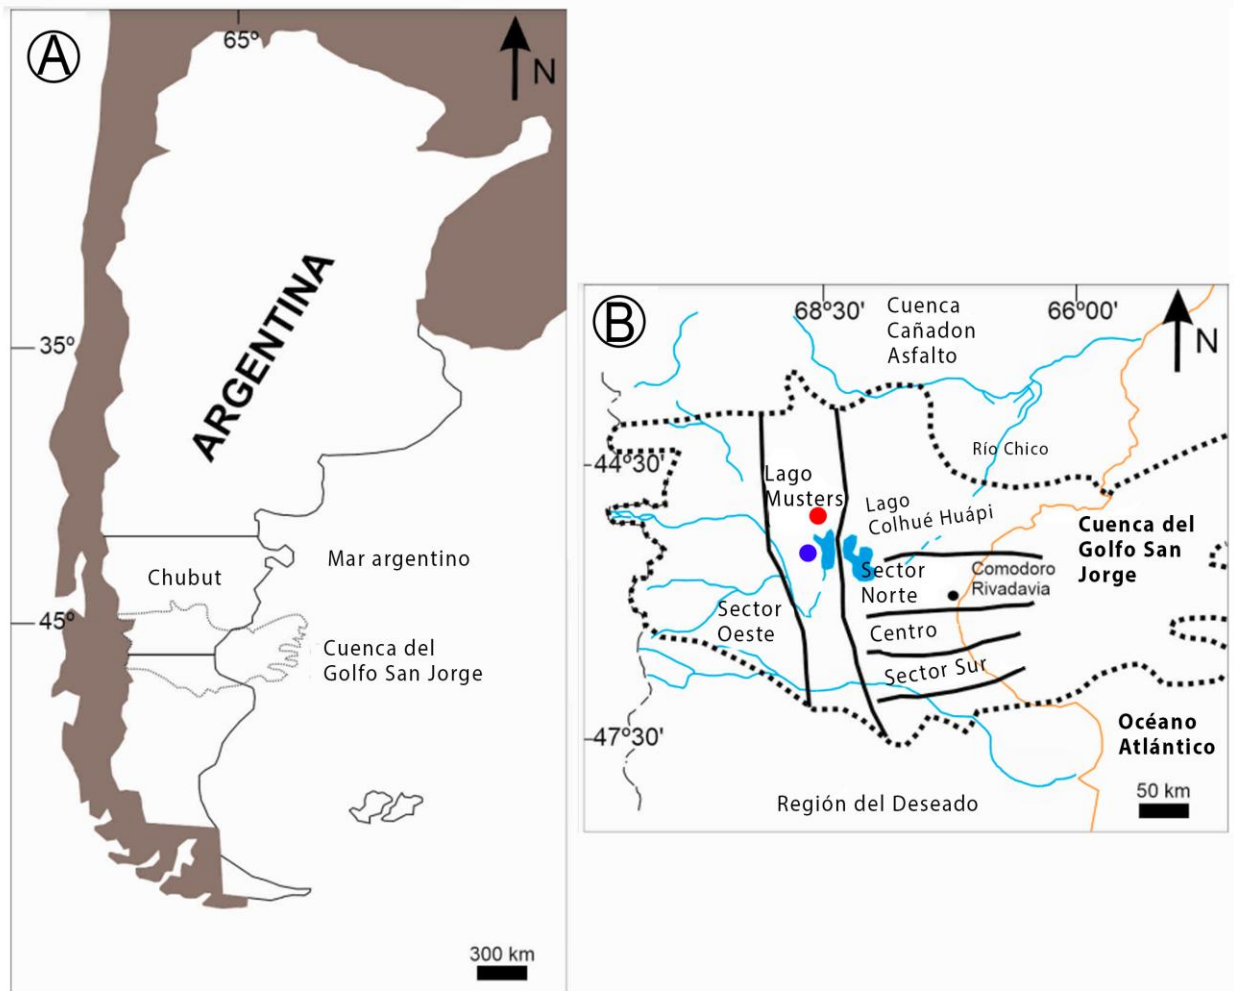 A
65º
N
35º
ARGENTINA
Mar argentino
Chubut
45º
Cuenca del
Golfo San Jorge
300 km
B
68º30'
66º00'
N
Cuenca
Cañadon
Asfalto
Río Chico
44º30'
Lago
Musters
Lago
Colhué Huápi
Cuenca del
Golfo San
Jorge
Sector
Norte
Comodoro
Rivadavia
Sector
Oeste
Centro
Sector Sur
47º30'
Océano
Atlántico
Región del Deseado
50 km